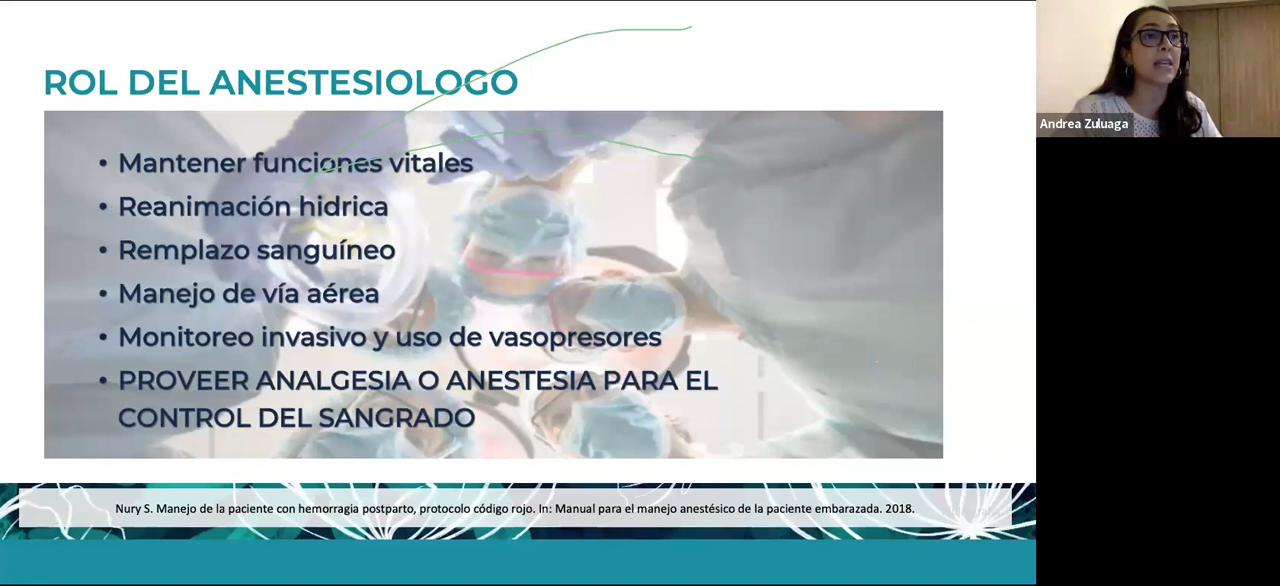 ROL DEL ANESTESIOLOGO
• Mantener funciones vitales
• Reanimación hidrica
• Remplazo sanguíneo
• Manejo de vía aérea
• Monitoreo invasivo y uso de vasopresores
• PROVEER ANALGESIA O ANESTESIA PARA EL
CONTROL DEL SANGRADO
Nury S. Manejo de la paciente con hemorragia postparto, protocolo código rojo. In: Manual para el manejo anestésico de la paciente embarazada. 2018.
Andrea Zuluaga